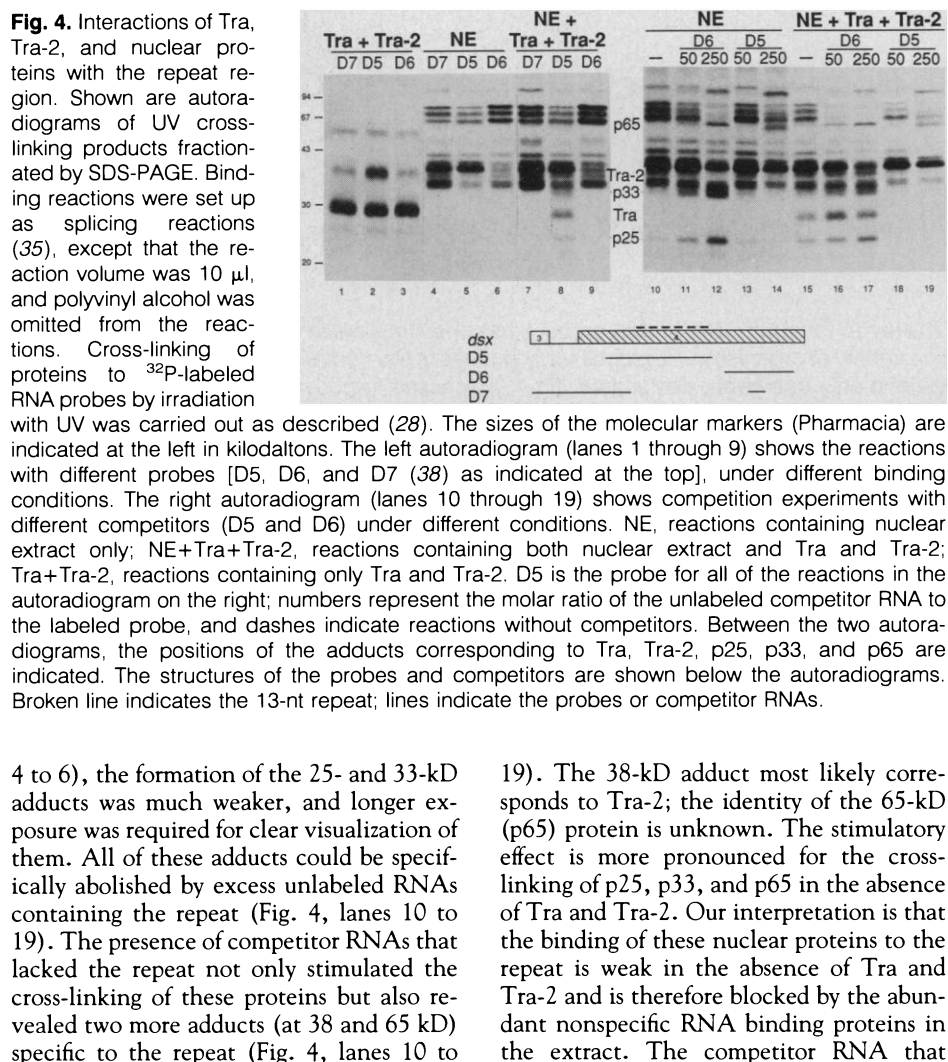 Fig. 4. Interactions of Tra,
Tra-2, and nuclear pro-
teins with the repeat re-
gion. Shown are autora-
diograms of UV cross-
linking products fraction-
ated by SDS-PAGE. Bind-
ing reactions were set up
as splicing reactions
(35), except that the re-
action volume was 10 μl,
and polyvinyl alcohol was
omitted from the reac-
tions. Cross-linking of
proteins to ³²P-labeled
RNA probes by irradiation
Tra + Tra-2 NE NE + Tra + Tra-2
D7 D5 D6 D7 D5 D6 D7 D5 D6
94
67
43
30
20
1 2 3 4 5 6 7 8 9
NE NE + Tra + Tra-2
D6 D5 D6 D5
– 50 250 50 250 – 50 250 50 250
p65
Tra-2
p33
Tra
p25
10 11 12 13 14 15 16 17 18 19
dsx 3 4
D5
D6
D7
with UV was carried out as described (28). The sizes of the molecular markers (Pharmacia) are
indicated at the left in kilodaltons. The left autoradiogram (lanes 1 through 9) shows the reactions
with different probes [D5, D6, and D7 (38) as indicated at the top], under different binding
conditions. The right autoradiogram (lanes 10 through 19) shows competition experiments with
different competitors (D5 and D6) under different conditions. NE, reactions containing nuclear
extract only; NE+Tra+Tra-2, reactions containing both nuclear extract and Tra and Tra-2;
Tra+Tra-2, reactions containing only Tra and Tra-2. D5 is the probe for all of the reactions in the
autoradiogram on the right; numbers represent the molar ratio of the unlabeled competitor RNA to
the labeled probe, and dashes indicate reactions without competitors. Between the two autora-
diograms, the positions of the adducts corresponding to Tra, Tra-2, p25, p33, and p65 are
indicated. The structures of the probes and competitors are shown below the autoradiograms.
Broken line indicates the 13-nt repeat; lines indicate the probes or competitor RNAs.
4 to 6), the formation of the 25- and 33-kD
adducts was much weaker, and longer ex-
posure was required for clear visualization of
them. All of these adducts could be specif-
ically abolished by excess unlabeled RNAs
containing the repeat (Fig. 4, lanes 10 to
19). The presence of competitor RNAs that
lacked the repeat not only stimulated the
cross-linking of these proteins but also re-
vealed two more adducts (at 38 and 65 kD)
specific to the repeat (Fig. 4, lanes 10 to
19). The 38-kD adduct most likely corre-
sponds to Tra-2; the identity of the 65-kD
(p65) protein is unknown. The stimulatory
effect is more pronounced for the cross-
linking of p25, p33, and p65 in the absence
of Tra and Tra-2. Our interpretation is that
the binding of these nuclear proteins to the
repeat is weak in the absence of Tra and
Tra-2 and is therefore blocked by the abun-
dant nonspecific RNA binding proteins in
the extract. The competitor RNA that